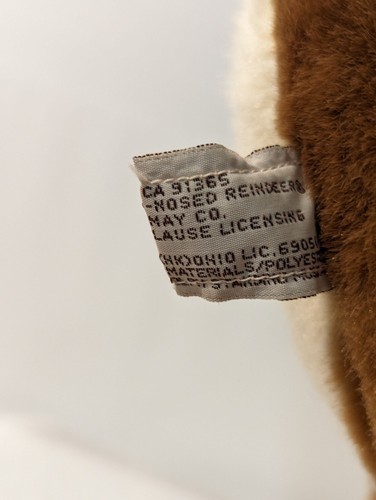 CA 91365
-NOSED REINDEER®
MAY CO.
LAUSE LICENSING
(HK)OHIO LIC.6905
MATERIALS/POLYES